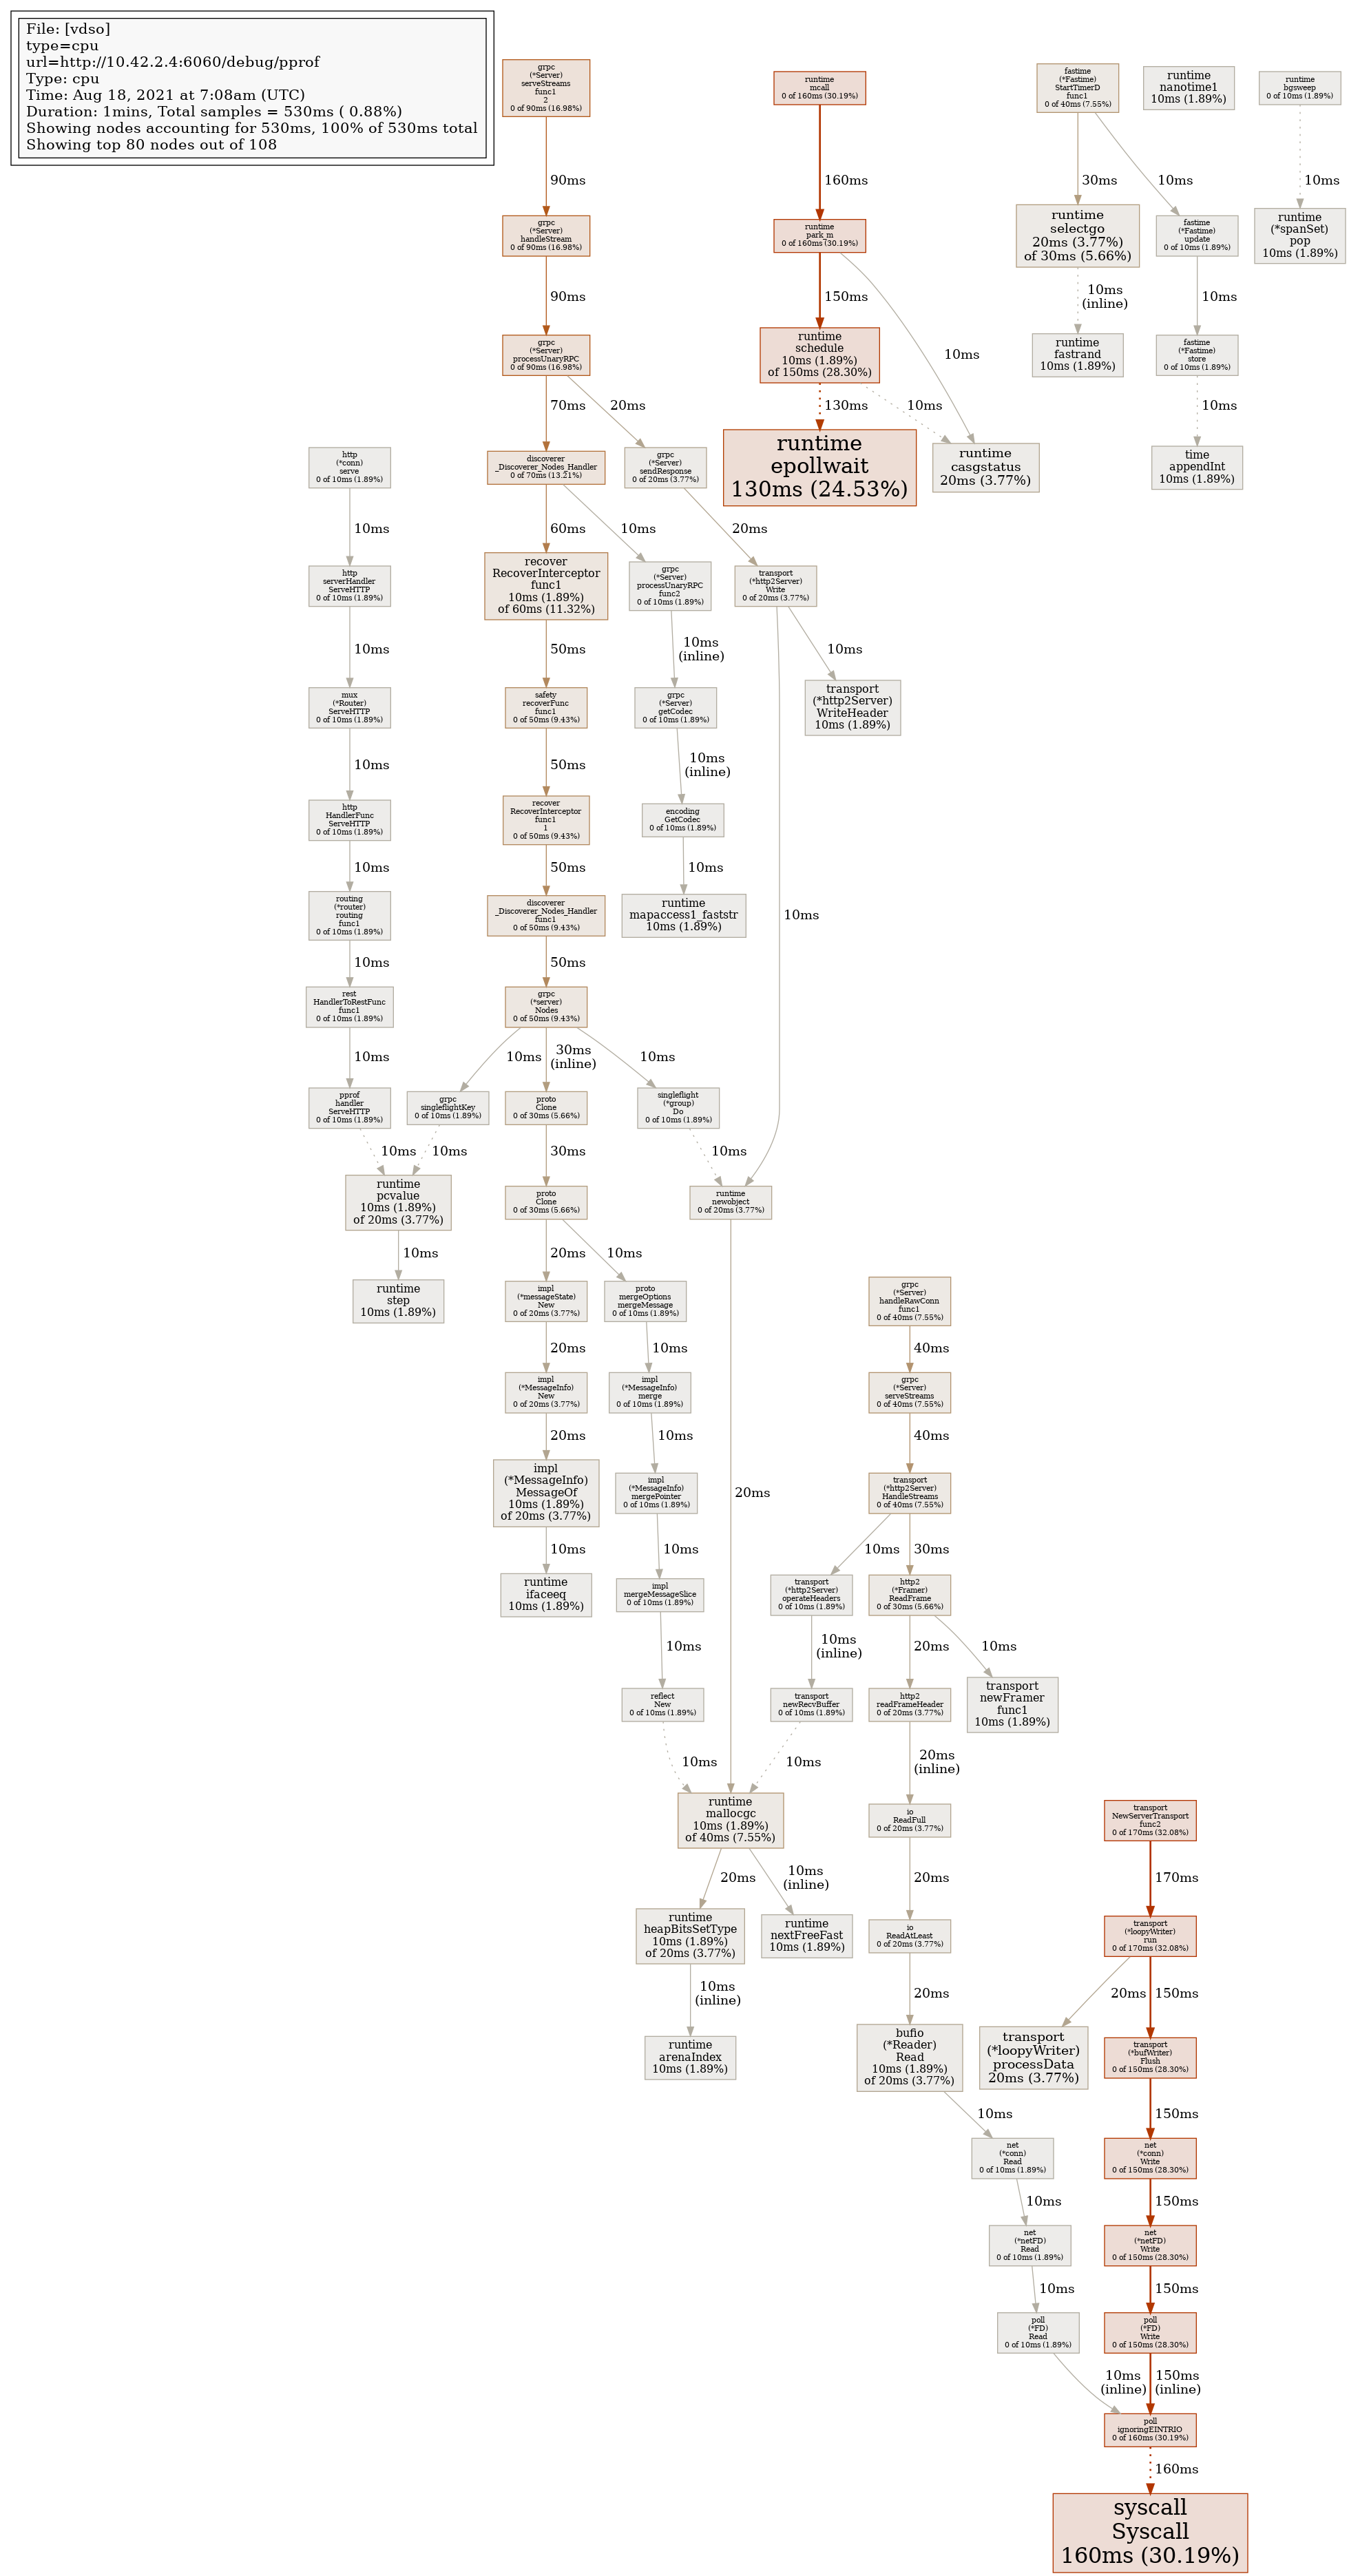 File: [vdso]
type=cpu
url=http://10.42.2.4:6060/debug/pprof
Type: cpu
Time: Aug 18, 2021 at 7:08am (UTC)
Duration: 1mins, Total samples = 530ms ( 0.88%)
Showing nodes accounting for 530ms, 100% of 530ms total
Showing top 80 nodes out of 108
grpc
(*Server)
serveStreams
func1
2
0 of 90ms (16.98%)
runtime
mcall
0 of 160ms (30.19%)
fastime
(*Fastime)
StartTimerD
func1
0 of 40ms (7.55%)
runtime
nanotime1
10ms (1.89%)
runtime
bgsweep
0 of 10ms (1.89%)
90ms
160ms
30ms
10ms
10ms
grpc
(*Server)
handleStream
0 of 90ms (16.98%)
runtime
park_m
0 of 160ms (30.19%)
runtime
selectgo
20ms (3.77%)
of 30ms (5.66%)
fastime
(*Fastime)
update
0 of 10ms (1.89%)
runtime
(*spanSet)
pop
10ms (1.89%)
90ms
150ms
10ms
10ms
(inline)
10ms
grpc
(*Server)
processUnaryRPC
0 of 90ms (16.98%)
runtime
schedule
10ms (1.89%)
of 150ms (28.30%)
runtime
fastrand
10ms (1.89%)
fastime
(*Fastime)
store
0 of 10ms (1.89%)
70ms
20ms
130ms
10ms
10ms
http
(*conn)
serve
0 of 10ms (1.89%)
discoverer
_Discoverer_Nodes_Handler
0 of 70ms (13.21%)
grpc
(*Server)
sendResponse
0 of 20ms (3.77%)
runtime
epollwait
130ms (24.53%)
runtime
casgstatus
20ms (3.77%)
time
appendInt
10ms (1.89%)
10ms
60ms
10ms
20ms
http
serverHandler
ServeHTTP
0 of 10ms (1.89%)
recover
RecoverInterceptor
func1
10ms (1.89%)
of 60ms (11.32%)
grpc
(*Server)
processUnaryRPC
func2
0 of 10ms (1.89%)
transport
(*http2Server)
Write
0 of 20ms (3.77%)
10ms
50ms
10ms
(inline)
10ms
10ms
mux
(*Router)
ServeHTTP
0 of 10ms (1.89%)
safety
recoverFunc
func1
0 of 50ms (9.43%)
grpc
(*Server)
getCodec
0 of 10ms (1.89%)
transport
(*http2Server)
WriteHeader
10ms (1.89%)
10ms
50ms
10ms
(inline)
http
HandlerFunc
ServeHTTP
0 of 10ms (1.89%)
recover
RecoverInterceptor
func1
1
0 of 50ms (9.43%)
encoding
GetCodec
0 of 10ms (1.89%)
10ms
50ms
10ms
routing
(*router)
routing
func1
0 of 10ms (1.89%)
discoverer
_Discoverer_Nodes_Handler
func1
0 of 50ms (9.43%)
runtime
mapaccess1_faststr
10ms (1.89%)
10ms
50ms
rest
HandlerToRestFunc
func1
0 of 10ms (1.89%)
grpc
(*server)
Nodes
0 of 50ms (9.43%)
10ms
10ms
30ms
(inline)
10ms
pprof
handler
ServeHTTP
0 of 10ms (1.89%)
grpc
singleflightKey
0 of 10ms (1.89%)
proto
Clone
0 of 30ms (5.66%)
singleflight
(*group)
Do
0 of 10ms (1.89%)
10ms
10ms
30ms
10ms
runtime
pcvalue
10ms (1.89%)
of 20ms (3.77%)
proto
Clone
0 of 30ms (5.66%)
runtime
newobject
0 of 20ms (3.77%)
10ms
20ms
10ms
runtime
step
10ms (1.89%)
impl
(*messageState)
New
0 of 20ms (3.77%)
proto
mergeOptions
mergeMessage
0 of 10ms (1.89%)
grpc
(*Server)
handleRawConn
func1
0 of 40ms (7.55%)
20ms
10ms
40ms
impl
(*MessageInfo)
New
0 of 20ms (3.77%)
impl
(*MessageInfo)
merge
0 of 10ms (1.89%)
grpc
(*Server)
serveStreams
0 of 40ms (7.55%)
20ms
10ms
40ms
impl
(*MessageInfo)
MessageOf
10ms (1.89%)
of 20ms (3.77%)
impl
(*MessageInfo)
mergePointer
0 of 10ms (1.89%)
20ms
transport
(*http2Server)
HandleStreams
0 of 40ms (7.55%)
10ms
10ms
10ms
30ms
runtime
ifaceeq
10ms (1.89%)
impl
mergeMessageSlice
0 of 10ms (1.89%)
transport
(*http2Server)
operateHeaders
0 of 10ms (1.89%)
http2
(*Framer)
ReadFrame
0 of 30ms (5.66%)
10ms
10ms
(inline)
20ms
10ms
reflect
New
0 of 10ms (1.89%)
transport
newRecvBuffer
0 of 10ms (1.89%)
http2
readFrameHeader
0 of 20ms (3.77%)
transport
newFramer
func1
10ms (1.89%)
10ms
10ms
20ms
(inline)
runtime
mallocgc
10ms (1.89%)
of 40ms (7.55%)
io
ReadFull
0 of 20ms (3.77%)
transport
NewServerTransport
func2
0 of 170ms (32.08%)
20ms
10ms
(inline)
20ms
170ms
runtime
heapBitsSetType
10ms (1.89%)
of 20ms (3.77%)
runtime
nextFreeFast
10ms (1.89%)
io
ReadAtLeast
0 of 20ms (3.77%)
transport
(*loopyWriter)
run
0 of 170ms (32.08%)
10ms
(inline)
20ms
20ms
150ms
runtime
arenaIndex
10ms (1.89%)
bufio
(*Reader)
Read
10ms (1.89%)
of 20ms (3.77%)
transport
(*loopyWriter)
processData
20ms (3.77%)
transport
(*bufWriter)
Flush
0 of 150ms (28.30%)
10ms
150ms
net
(*conn)
Read
0 of 10ms (1.89%)
net
(*conn)
Write
0 of 150ms (28.30%)
10ms
150ms
net
(*netFD)
Read
0 of 10ms (1.89%)
net
(*netFD)
Write
0 of 150ms (28.30%)
10ms
150ms
poll
(*FD)
Read
0 of 10ms (1.89%)
poll
(*FD)
Write
0 of 150ms (28.30%)
10ms
(inline)
150ms
(inline)
poll
ignoringEINTRIO
0 of 160ms (30.19%)
160ms
syscall
Syscall
160ms (30.19%)